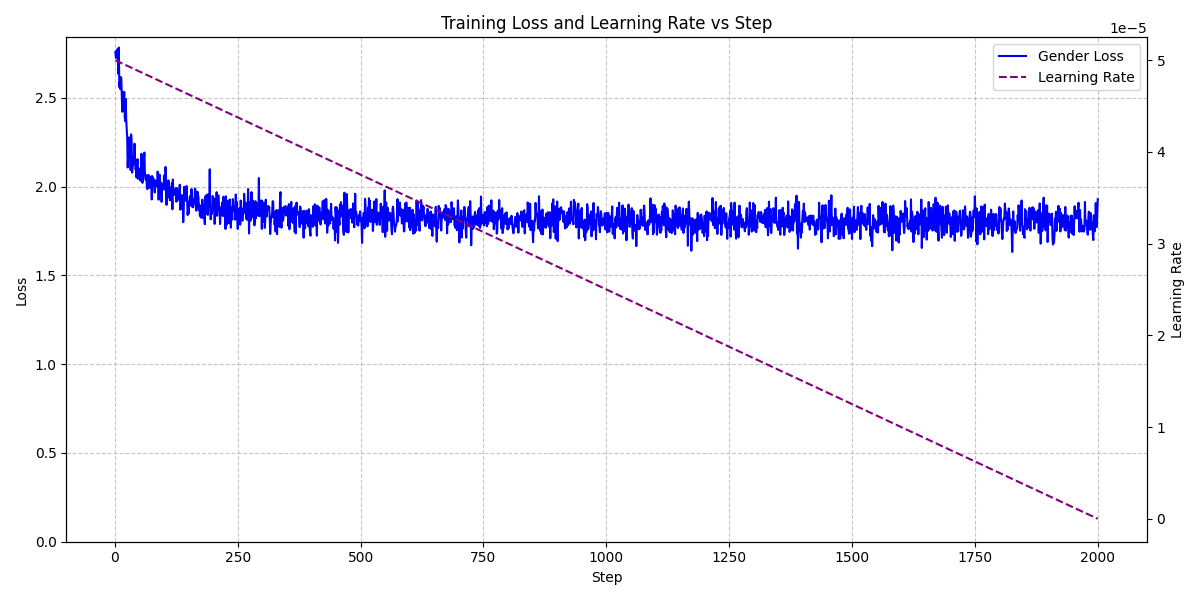 Training Loss and Learning Rate vs Step
1e−5
Gender Loss
Learning Rate
2.5
2.0
1.5
1.0
0.5
0.0
Loss
5
4
3
2
1
0
Learning Rate
0 250 500 750 1000 1250 1500 1750 2000
Step